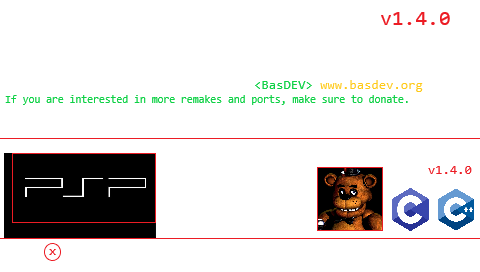 v1.4.0
<BasDEV> www.basdev.org
If you are interested in more remakes and ports, make sure to donate.
PSP
v1.4.0
C C++
x